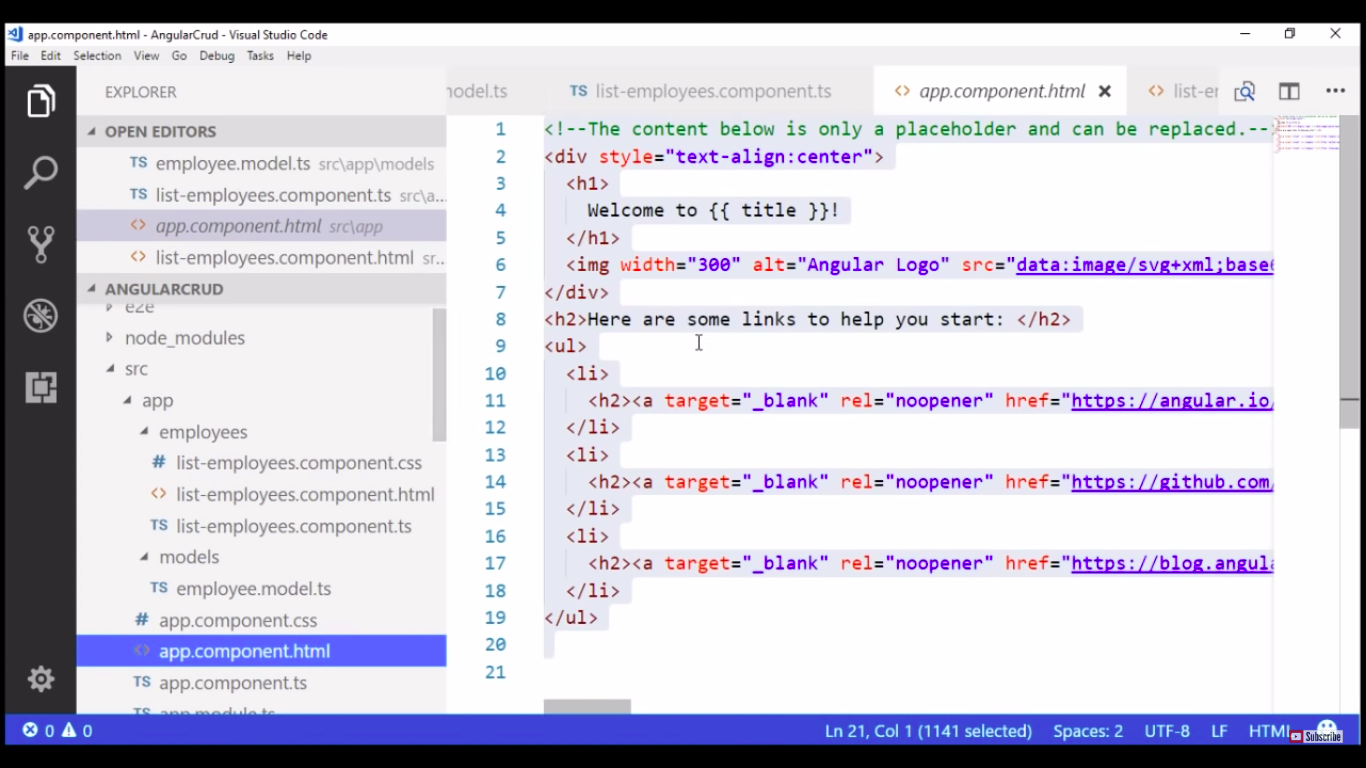 app.component.html - AngularCrud - Visual Studio Code
File Edit Selection View Go Debug Tasks Help
EXPLORER
nodel.ts TS list-employees.component.ts <> app.component.html <> list-er
OPEN EDITORS
TS employee.model.ts src\app\models
TS list-employees.component.ts src\a...
<> app.component.html src\app
<> list-employees.component.html sr...
ANGULARCRUD
e2e
node_modules
src
app
employees
# list-employees.component.css
<> list-employees.component.html
TS list-employees.component.ts
models
TS employee.model.ts
# app.component.css
<> app.component.html
TS app.component.ts
TS app.module.ts
1 <!--The content below is only a placeholder and can be replaced.-->
2 <div style="text-align:center">
3 <h1>
4 Welcome to {{ title }}!
5 </h1>
6 <img width="300" alt="Angular Logo" src="data:image/svg+xml;base6
7 </div>
8 <h2>Here are some links to help you start: </h2>
9 <ul>
10 <li>
11 <h2><a target="_blank" rel="noopener" href="https://angular.io/
12 </li>
13 <li>
14 <h2><a target="_blank" rel="noopener" href="https://github.com/
15 </li>
16 <li>
17 <h2><a target="_blank" rel="noopener" href="https://blog.angula
18 </li>
19 </ul>
20
21
0 0 Ln 21, Col 1 (1141 selected) Spaces: 2 UTF-8 LF HTML
Subscribe